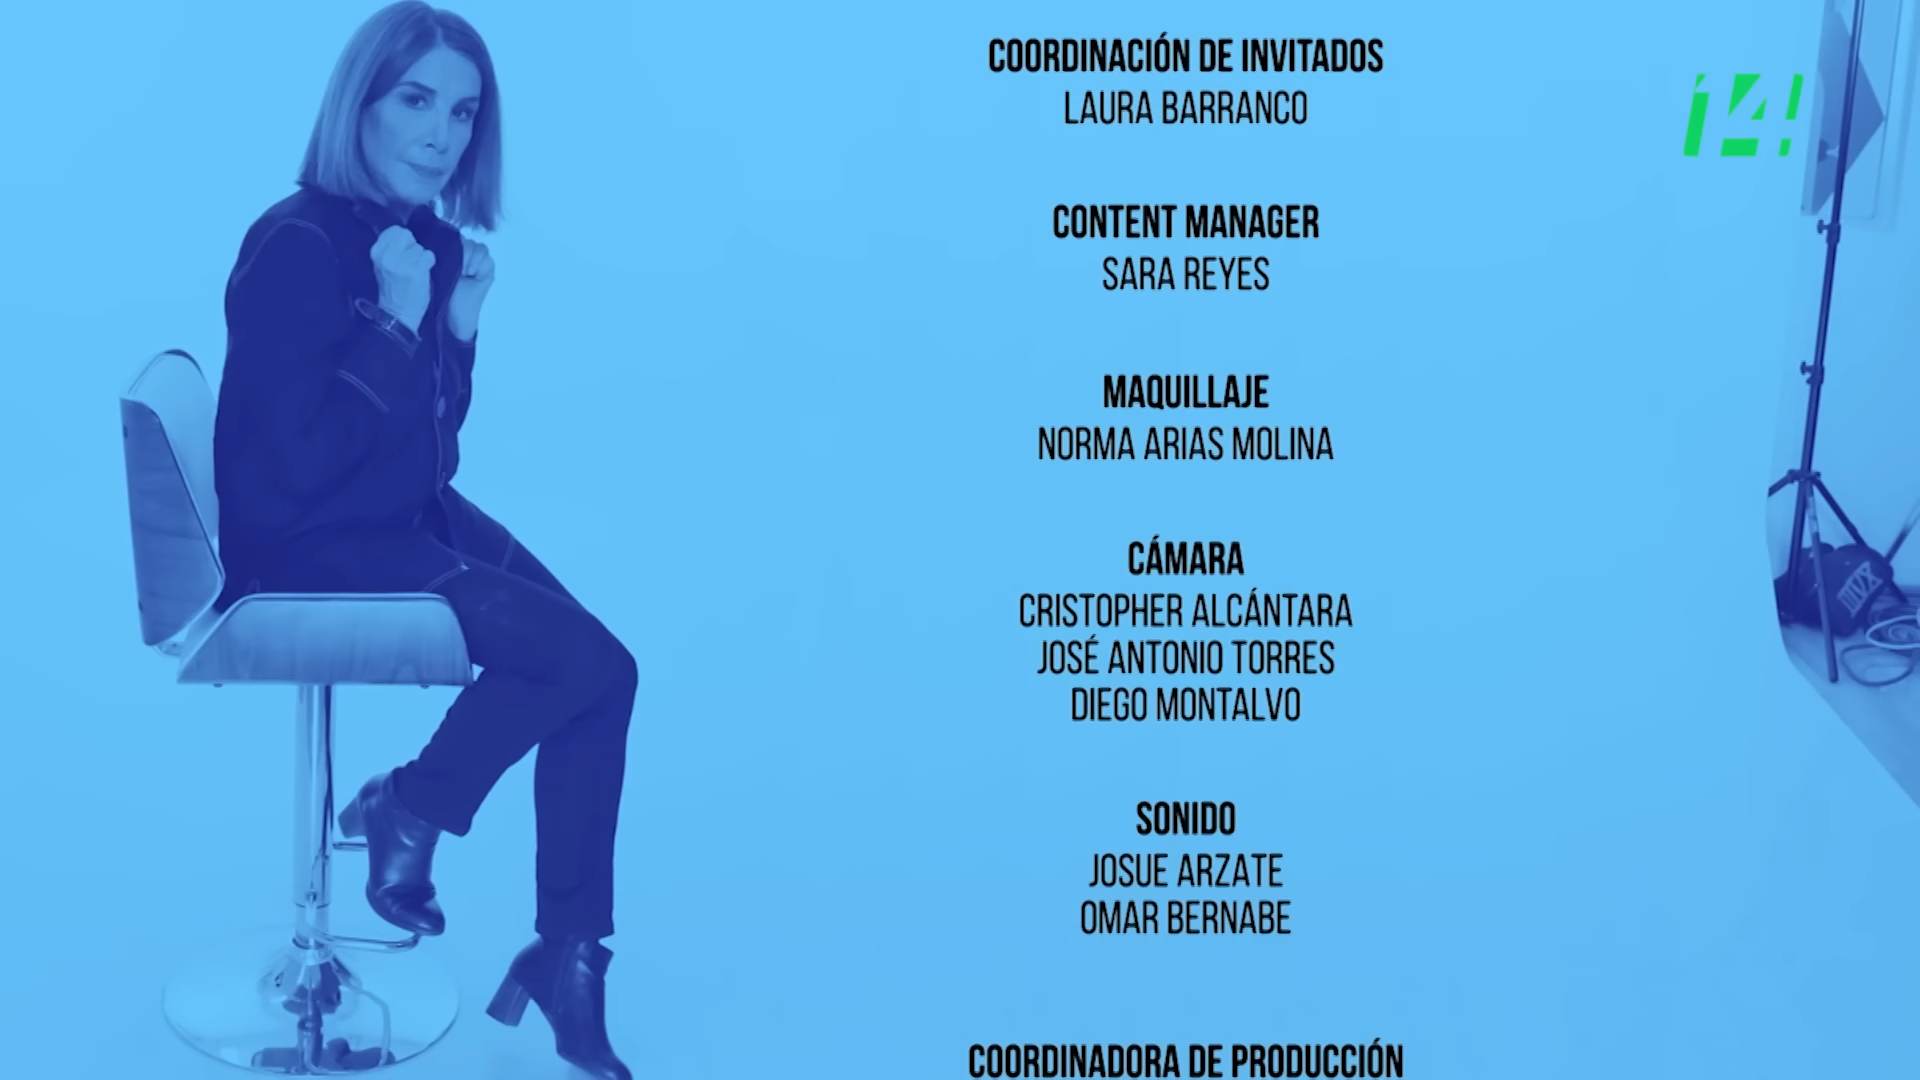 COORDINACIÓN DE INVITADOS
LAURA BARRANCO
14!
CONTENT MANAGER
SARA REYES
MAQUILLAJE
NORMA ARIAS MOLINA
CÁMARA
CRISTOPHER ALCÁNTARA
JOSÉ ANTONIO TORRES
DIEGO MONTALVO
SONIDO
JOSUE ARZATE
OMAR BERNABE
COORDINADORA DE PRODUCCIÓN